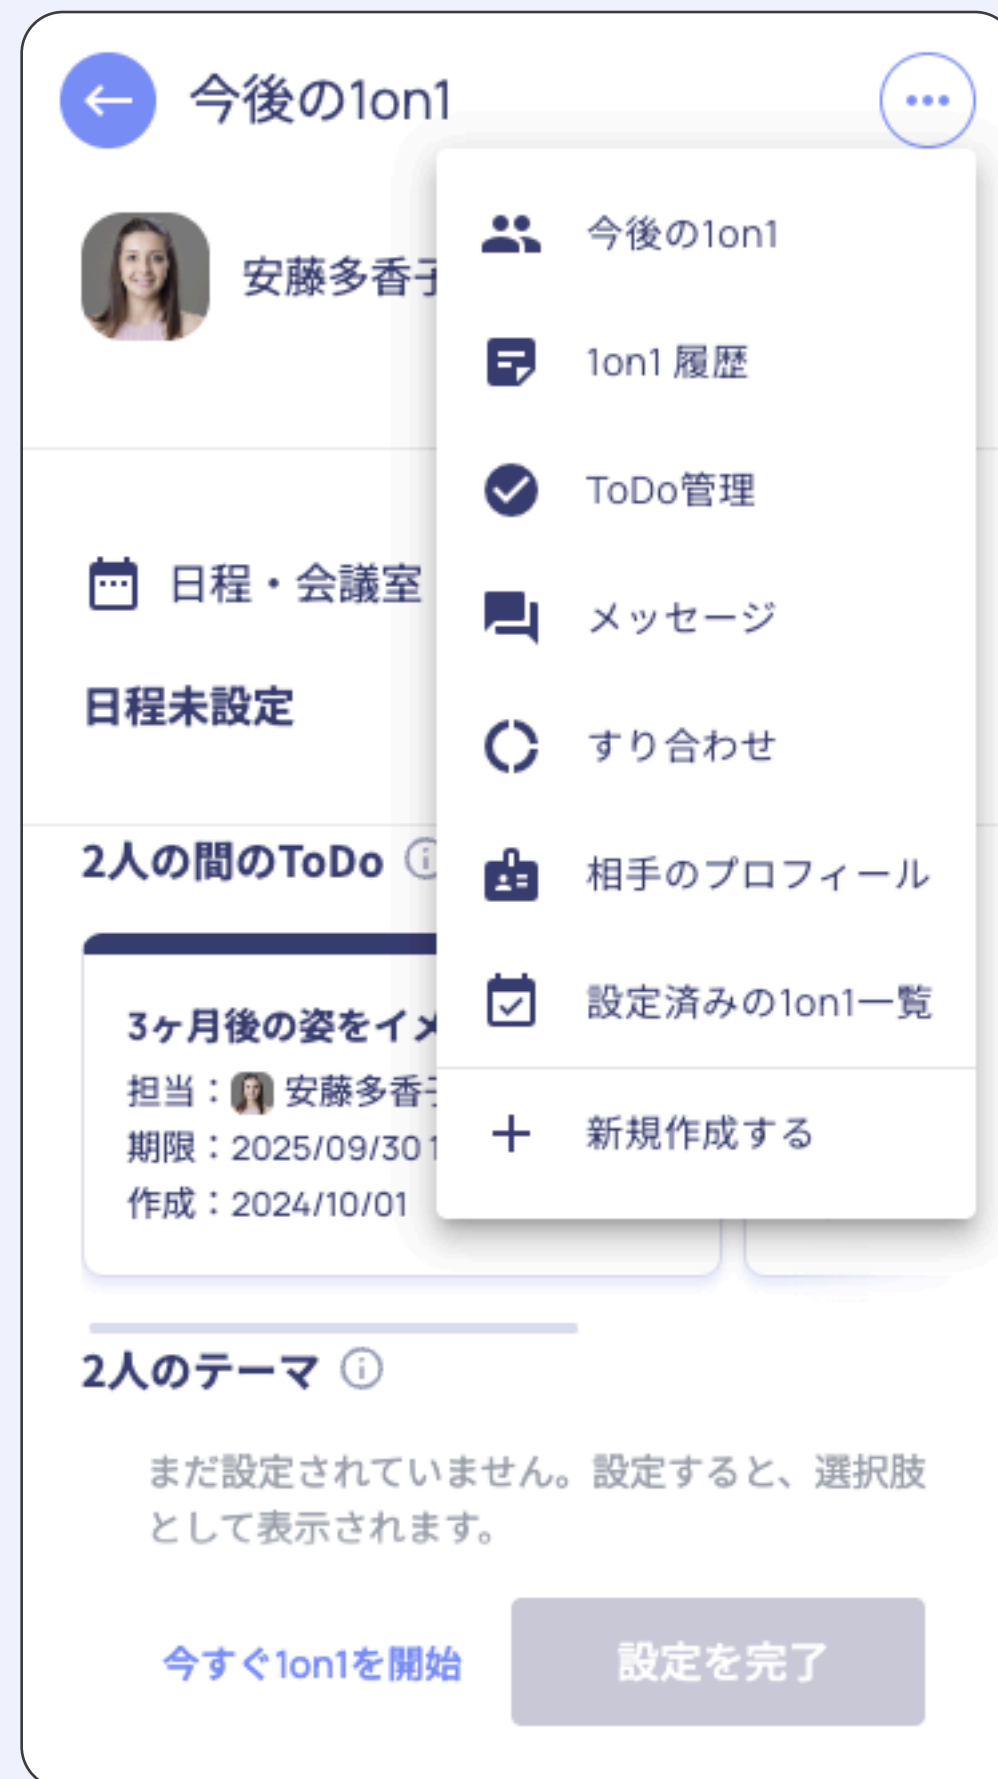 今後の1on1
安藤多香子
日程・会議室
日程未設定
2人の間のToDo
3ヶ月後の姿をイメ
担当：安藤多香子
期限：2025/09/30 1
作成：2024/10/01
今後の1on1
1on1 履歴
ToDo管理
メッセージ
すり合わせ
相手のプロフィール
設定済みの1on1一覧
新規作成する
2人のテーマ
まだ設定されていません。設定すると、選択肢
として表示されます。
今すぐ1on1を開始
設定を完了